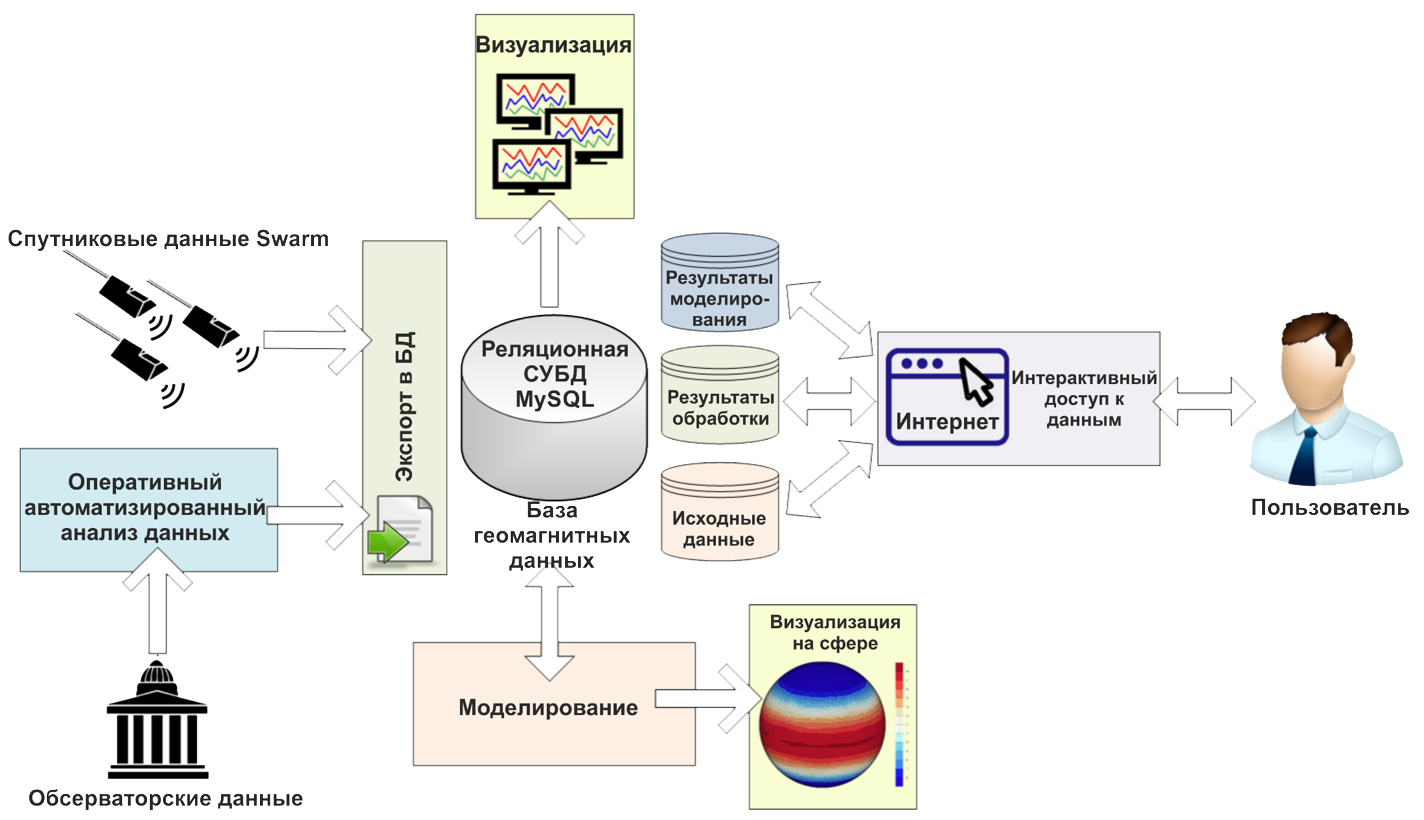 Визуализация
Спутниковые данные Swarm
Экспорт в БД
Оперативный
автоматизированный
анализ данных
Обсерваторские данные
Реляционная
СУБД
MySQL
База
геомагнитных
данных
Результаты
моделиро-
вания
Результаты
обработки
Исходные
данные
Интернет
Интерактивный
доступ к
данным
Пользователь
Моделирование
Визуализация
на сфере